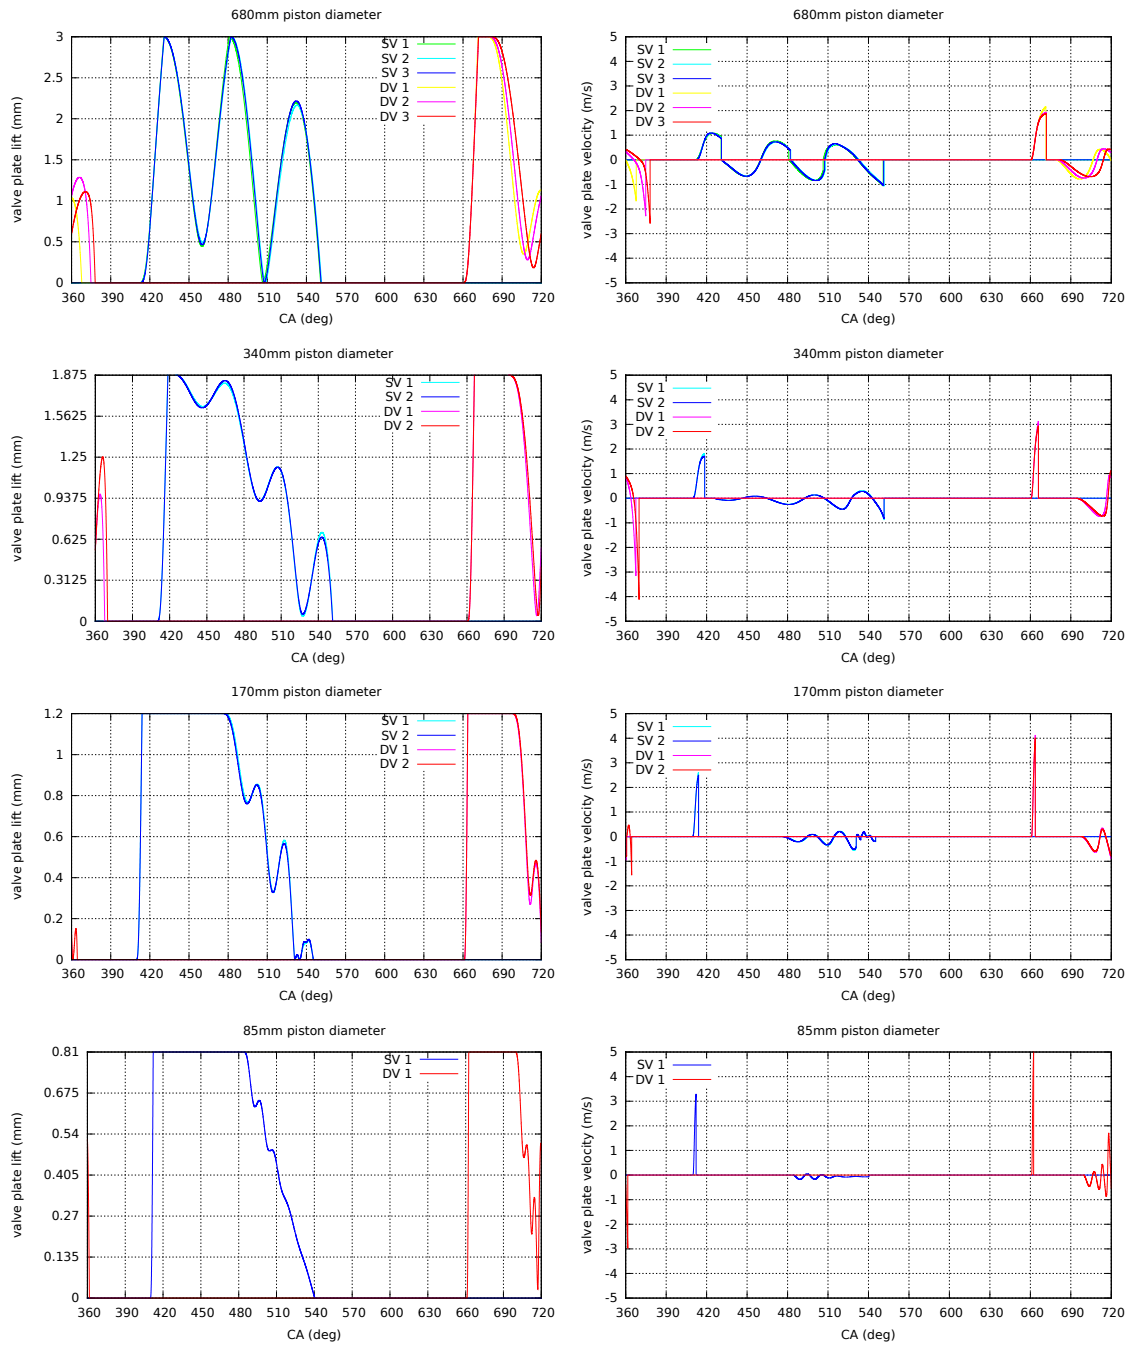 680mm piston diameter
3
2.5
2
1.5
1
0.5
0
valve plate lift (mm)
SV 1
SV 2
SV 3
DV 1
DV 2
DV 3
360 390 420 450 480 510 540 570 600 630 660 690 720
CA (deg)
680mm piston diameter
5
4
3
2
1
0
-1
-2
-3
-4
-5
valve plate velocity (m/s)
SV 1
SV 2
SV 3
DV 1
DV 2
DV 3
360 390 420 450 480 510 540 570 600 630 660 690 720
CA (deg)
340mm piston diameter
1.875
1.5625
1.25
0.9375
0.625
0.3125
0
valve plate lift (mm)
SV 1
SV 2
DV 1
DV 2
360 390 420 450 480 510 540 570 600 630 660 690 720
CA (deg)
340mm piston diameter
5
4
3
2
1
0
-1
-2
-3
-4
-5
valve plate velocity (m/s)
SV 1
SV 2
DV 1
DV 2
360 390 420 450 480 510 540 570 600 630 660 690 720
CA (deg)
170mm piston diameter
1.2
1
0.8
0.6
0.4
0.2
0
valve plate lift (mm)
SV 1
SV 2
DV 1
DV 2
360 390 420 450 480 510 540 570 600 630 660 690 720
CA (deg)
170mm piston diameter
5
4
3
2
1
0
-1
-2
-3
-4
-5
valve plate velocity (m/s)
SV 1
SV 2
DV 1
DV 2
360 390 420 450 480 510 540 570 600 630 660 690 720
CA (deg)
85mm piston diameter
0.81
0.675
0.54
0.405
0.27
0.135
0
valve plate lift (mm)
SV 1
DV 1
360 390 420 450 480 510 540 570 600 630 660 690 720
CA (deg)
85mm piston diameter
5
4
3
2
1
0
-1
-2
-3
-4
-5
valve plate velocity (m/s)
SV 1
DV 1
360 390 420 450 480 510 540 570 600 630 660 690 720
CA (deg)